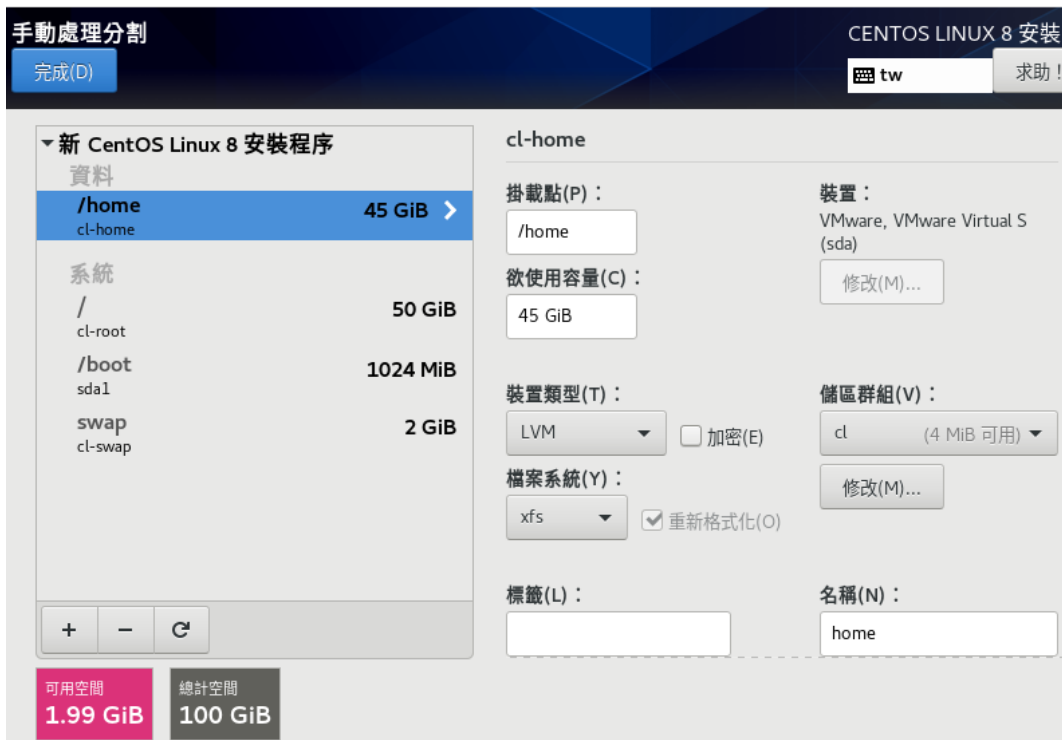 手動處理分割
CENTOS LINUX 8 安裝
完成(D)
tw
求助！
新 CentOS Linux 8 安裝程序
資料
/home
45 GiB
cl-home
系統
/
50 GiB
cl-root
/boot
1024 MiB
sda1
swap
2 GiB
cl-swap
cl-home
掛載點(P)：
/home
裝置：
VMware, VMware Virtual S
(sda)
修改(M)...
欲使用容量(C)：
45 GiB
裝置類型(T)：
LVM
加密(E)
儲區群組(V)：
cl (4 MiB 可用)
修改(M)...
檔案系統(Y)：
xfs
重新格式化(O)
標籤(L)：
名稱(N)：
home
+ −
可用空間
1.99 GiB
總計空間
100 GiB